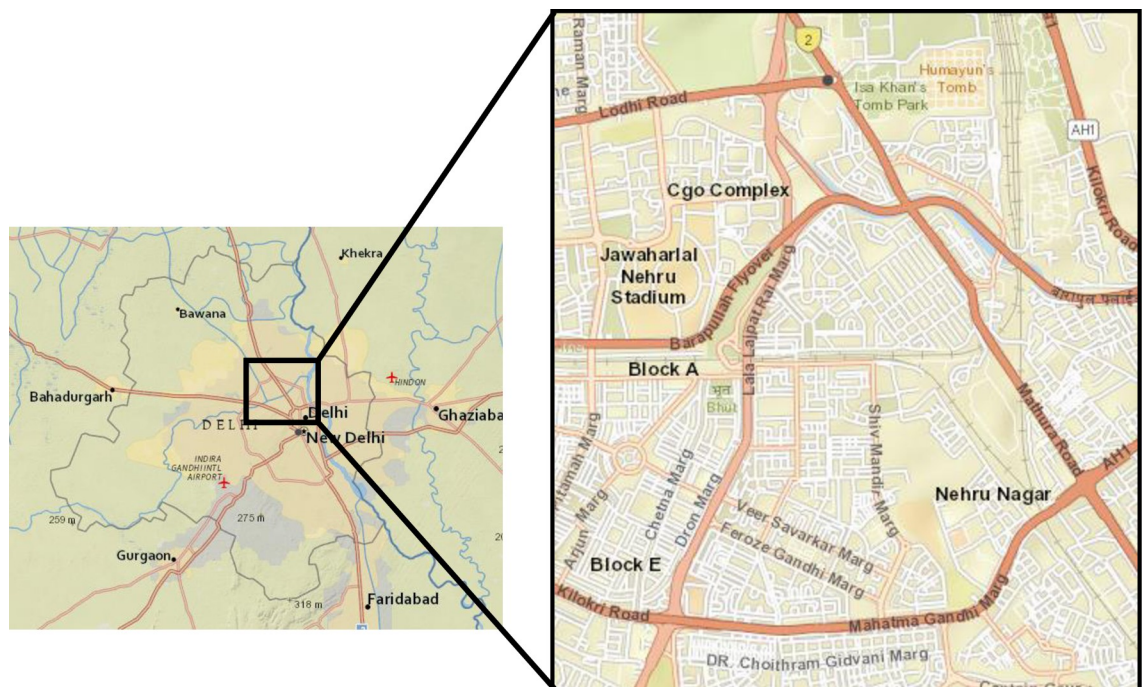 Khekra
Bawana
Bahadurgarh
HINDON
Delhi
Ghaziaba
DELHI
New Delhi
INDIRA
GANDHI INTL
AIRPORT
259 m
275 m
Gurgaon
318 m
Faridabad
2
Raman Marg
Humayun's
Tomb
Isa Khan's
Tomb Park
Lodhi Road
AH1
Kilokri Road
Cgo Complex
Jawaharlal
Nehru
Stadium
Barapullah Flyover
Lala Lajpat Rai Marg
Block A
Bhut
Mathura Road
AH1
Shiv Mandir Marg
Nehru Nagar
Chetna Marg
Arjun Marg
Dron Marg
Veer Savarkar Marg
Feroze Gandhi Marg
Block E
Kilokri Road
Mahatma Gandhi Marg
DR. Choithram Gidvani Marg